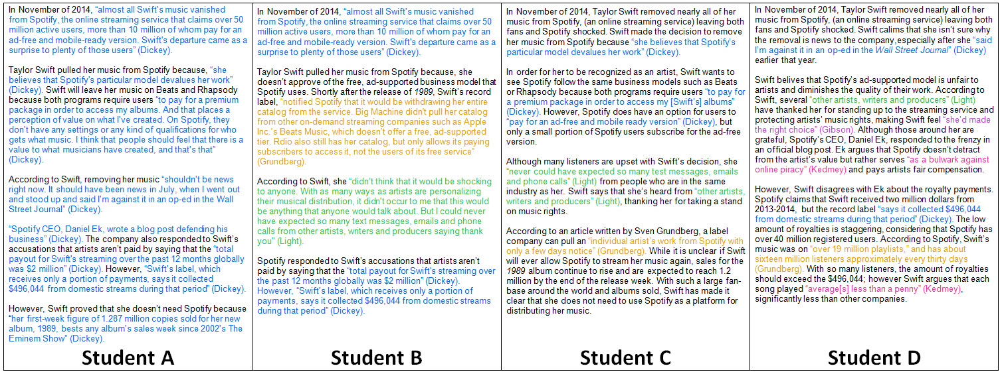 In November of 2014, “almost all Swift's music vanished
from Spotify, the online streaming service that claims over 50
million active users, more than 10 million of whom pay for an
ad-free and mobile-ready version. Swift's departure came as a
surprise to plenty of those users” (Dickey).
Taylor Swift pulled her music from Spotify because, “she
believes that Spotify's particular model devalues her work”
(Dickey). Swift will leave her music on Beats and Rhapsody
because both programs require users “to pay for a premium
package in order to access my albums. And that places a
perception of value on what I've created. On Spotify, they
don't have any settings or any kind of qualifications for who
gets what music. I think that people should feel that there is a
value to what musicians have created, and that's that”
(Dickey).
According to Swift, removing her music “shouldn't be news
right now. It should have been news in July, when I went out
and stood up and said I'm against it in an op-ed in the Wall
Street Journal” (Dickey).
“Spotify CEO, Daniel Ek, wrote a blog post defending his
business” (Dickey). The company also responded to Swift's
accusations that artists aren't paid by saying that the “total
payout for Swift's streaming over the past 12 months globally
was $2 million” (Dickey). However, “Swift's label, which
receives only a portion of payments, says it collected
$496,044 from domestic streams during that period” (Dickey).
However, Swift proved that she doesn't need Spotify because
“her first-week figure of 1.287 million copies sold for her new
album, 1989, bests any album's sales week since 2002's The
Eminem Show” (Dickey).
Student A
In November of 2014, “almost all Swift's music vanished
from Spotify, the online streaming service that claims over 50
million active users, more than 10 million of whom pay for an
ad-free and mobile-ready version. Swift's departure came as a
surprise to plenty of those users” (Dickey).
Taylor Swift pulled her music from Spotify because, she
doesn't approve of the free, ad-supported business model that
Spotify uses. Shortly after the release of 1989, Swift's record
label, “notified Spotify that it would be withdrawing her entire
catalog from the service. Big Machine didn't pull her catalog
from other on-demand streaming companies such as Apple
Inc.'s Beats Music, which doesn't offer a free, ad-supported
tier. Rdio also still has her catalog, but only allows its paying
subscribers to access it, not the users of its free service”
(Grundberg).
According to Swift, she “didn't think that it would be shocking
to anyone. With as many ways as artists are personalizing
their musical distribution, it didn't occur to me that this would
be anything that anyone would talk about. But I could never
have expected so many text messages, emails and phone
calls from other artists, writers and producers saying thank
you” (Light).
Spotify responded to Swift's accusations that artists aren't
paid by saying that the “total payout for Swift's streaming over
the past 12 months globally was $2 million” (Dickey).
However, “Swift's label, which receives only a portion of
payments, says it collected $496,044 from domestic streams
during that period” (Dickey).
Student B
In November of 2014, Taylor Swift removed nearly all of her
music from Spotify, (an online streaming service) leaving both
fans and Spotify shocked. Swift made the decision to remove
her music from Spotify because “she believes that Spotify's
particular model devalues her work” (Dickey).
In order for her to be recognized as an artist, Swift wants to
see Spotify follow the same business models such as Beats
or Rhapsody because both programs require users “to pay for
a premium package in order to access my [Swift's] albums”
(Dickey). However, Spotify does have an option for users to
“pay for an ad-free and mobile ready version” (Dickey), but
only a small portion of Spotify users subscribe for the ad-free
version.
Although many listeners are upset with Swift's decision, she
“never could have expected so many test messages, emails
and phone calls” (Light) from people who are in the same
industry as her. Swift says that she's heard from “other artists,
writers and producers” (Light), thanking her for taking a stand
on music rights.
According to an article written by Sven Grundberg, a label
company can pull an “individual artist's work from Spotify with
only a few days notice” (Grundberg). While it is unclear if Swift
will ever allow Spotify to stream her music again, sales for the
1989 album continue to rise and are expected to reach 1.2
million by the end of the release week. With such a large fan-
base around the world and albums sold, Swift has made it
clear that she does not need to use Spotify as a platform for
distributing her music.
Student C
In November of 2014, Taylor Swift removed nearly all of her
music from Spotify, (an online streaming service) leaving both
fans and Spotify shocked. Swift calims that she isn't sure why
the removal is news to the company,especially after she “said
I'm against it in an op-ed in the Wall Street Journal” (Dickey)
earlier that year.
Swift believes that Spotify's ad-supported model is unfair to
artists and diminishes the quality of their work. According to
Swift, several “other artists, writers and producers” (Light)
have thanked her for standing up to the streaming service and
protecting artists' music rights, making Swift feel “she'd made
the right choice” (Gibson). Although those around her are
grateful, Spotify's CEO, Daniel Ek, responded to the frenzy in
an official blog post. Ek argues that Spotify doesn't detract
from the artist's value but rather serves “as a bulwark against
online piracy” (Kedmey) and pays artists fair compensation.
However, Swift disagrees with Ek about the royalty payments.
Spotify claims that Swift received two million dollars from
2013-2014, but the record label “says it collected $496,044
from domestic streams during that period” (Dickey). The low
amount of royalties is staggering, considering that Spotify has
over 40 million registered users. According to Spotify, Swift's
music was on “over 19 million playlists,” and has about
sixteen million listeners approximately every thirty days
(Grundberg). With so many listeners, the amount of royalties
should exceed the $496,044; however Swift argues that each
song played “average[s] less than a penny” (Kedmey),
significantly less than other companies.
Student D